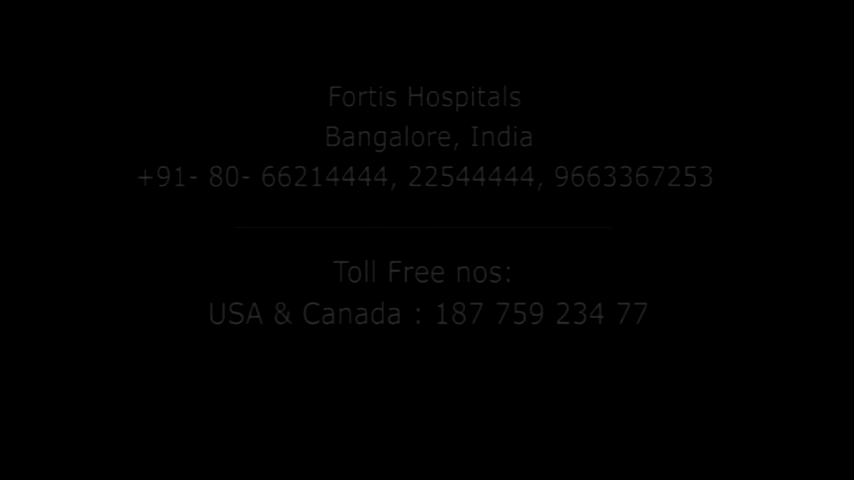 Fortis Hospitals
Bangalore, India
+91- 80- 66214444, 22544444, 9663367253
Toll Free nos:
USA & Canada : 187 759 234 77